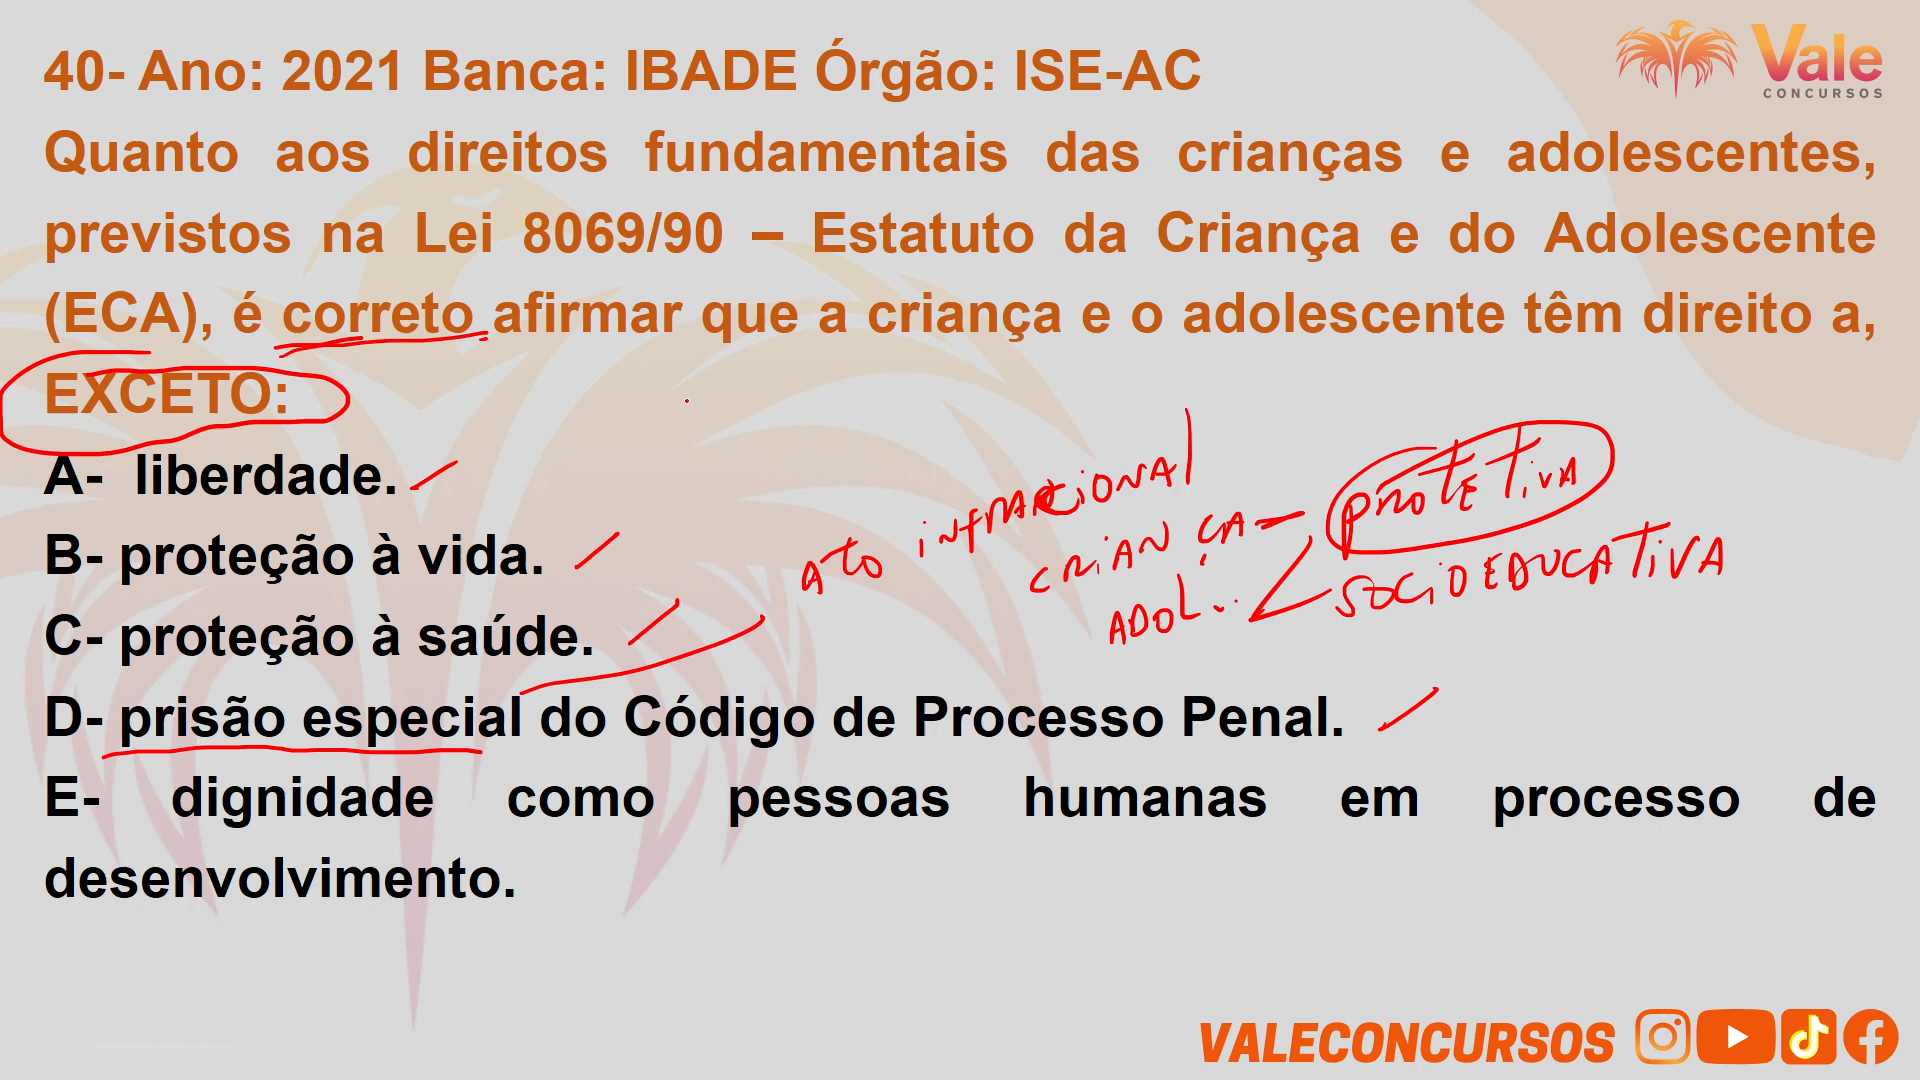 40- Ano: 2021 Banca: IBADE Órgão: ISE-AC
Vale
CONCURSOS
Quanto aos direitos fundamentais das crianças e adolescentes,
previstos na Lei 8069/90 – Estatuto da Criança e do Adolescente
(ECA), é correto afirmar que a criança e o adolescente têm direito a,
EXCETO:
A- liberdade.
B- proteção à vida.
C- proteção à saúde.
D- prisão especial do Código de Processo Penal.
E- dignidade como pessoas humanas em processo de
desenvolvimento.
ATO INFRACIONAL
CRIANÇA - PROTETIVA
ADOL.. SOCIOEDUCATIVA
VALECONCURSOS